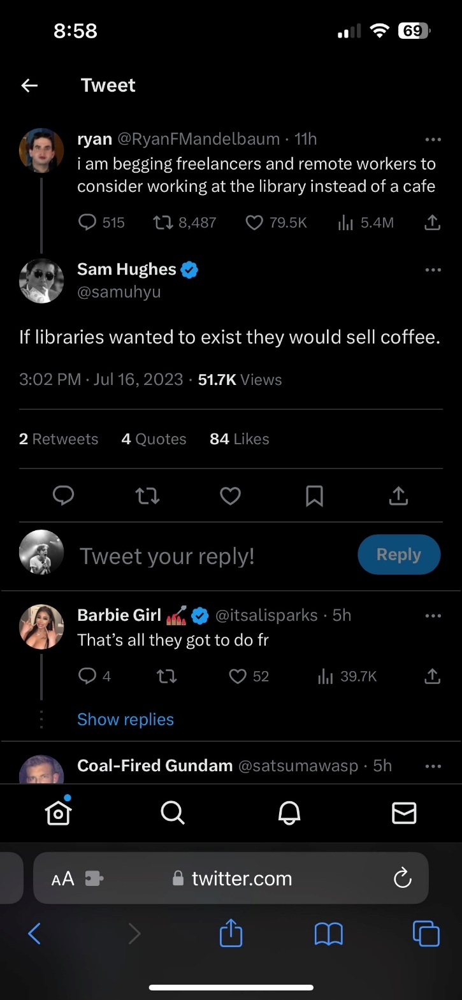 8:58
69
Tweet
ryan @RyanFMandelbaum · 11h
i am begging freelancers and remote workers to
consider working at the library instead of a cafe
515 8,487 79.5K 5.4M
Sam Hughes
@samuhyu
If libraries wanted to exist they would sell coffee.
3:02 PM · Jul 16, 2023 · 51.7K Views
2 Retweets 4 Quotes 84 Likes
Tweet your reply! Reply
Barbie Girl 💅 @itsalisparks · 5h
That’s all they got to do fr
4 52 39.7K
Show replies
Coal-Fired Gundam @satsumawasp · 5h
AA twitter.com